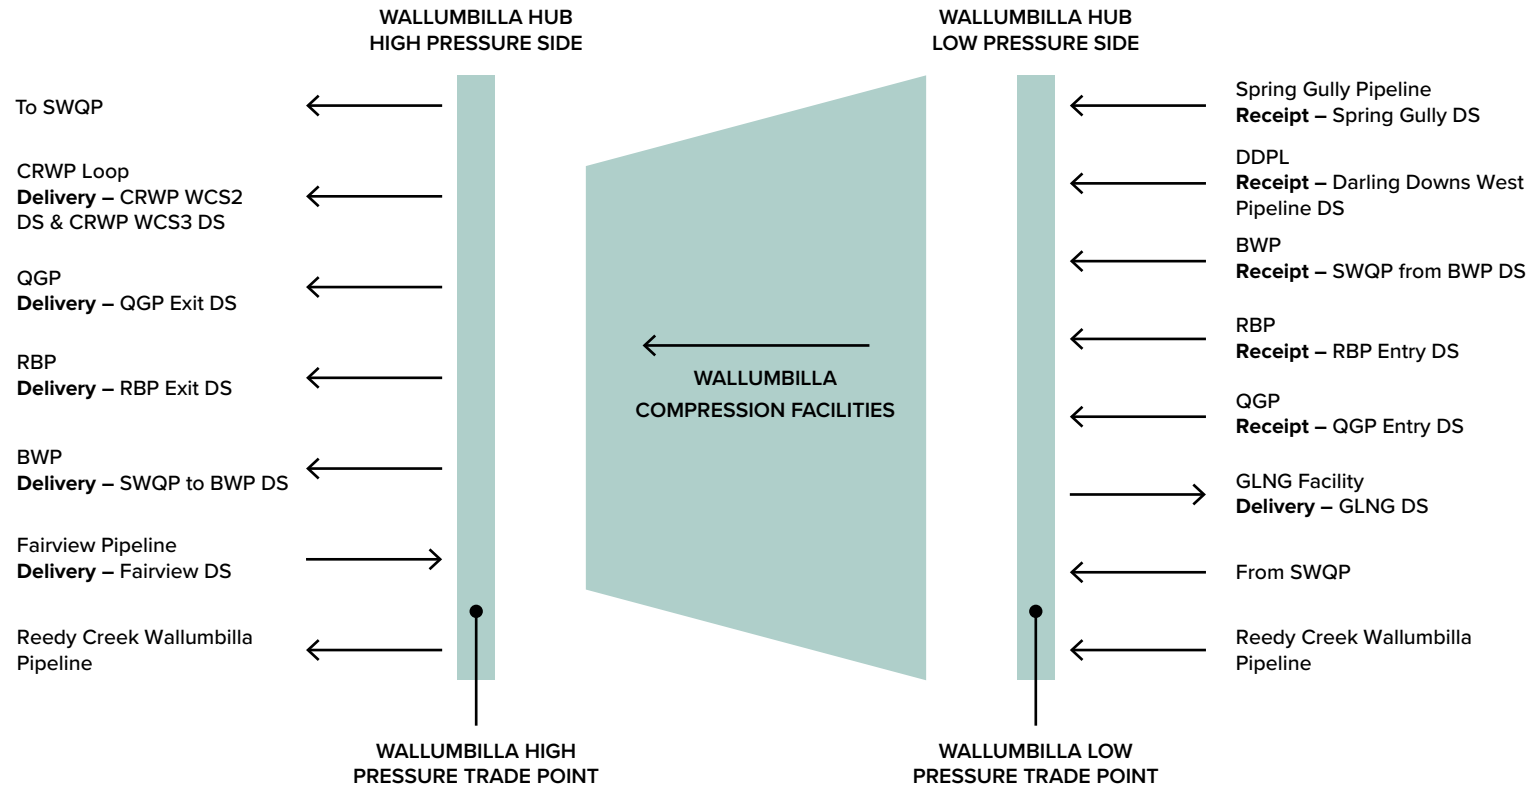 WALLUMBILLA HUB
HIGH PRESSURE SIDE
WALLUMBILLA HUB
LOW PRESSURE SIDE
To SWQP
CRWP Loop
Delivery – CRWP WCS2
DS & CRWP WCS3 DS
QGP
Delivery – QGP Exit DS
RBP
Delivery – RBP Exit DS
BWP
Delivery – SWQP to BWP DS
Fairview Pipeline
Delivery – Fairview DS
Reedy Creek Wallumbilla
Pipeline
WALLUMBILLA
COMPRESSION FACILITIES
Spring Gully Pipeline
Receipt – Spring Gully DS
DDPL
Receipt – Darling Downs West
Pipeline DS
BWP
Receipt – SWQP from BWP DS
RBP
Receipt – RBP Entry DS
QGP
Receipt – QGP Entry DS
GLNG Facility
Delivery – GLNG DS
From SWQP
Reedy Creek Wallumbilla
Pipeline
WALLUMBILLA HIGH
PRESSURE TRADE POINT
WALLUMBILLA LOW
PRESSURE TRADE POINT